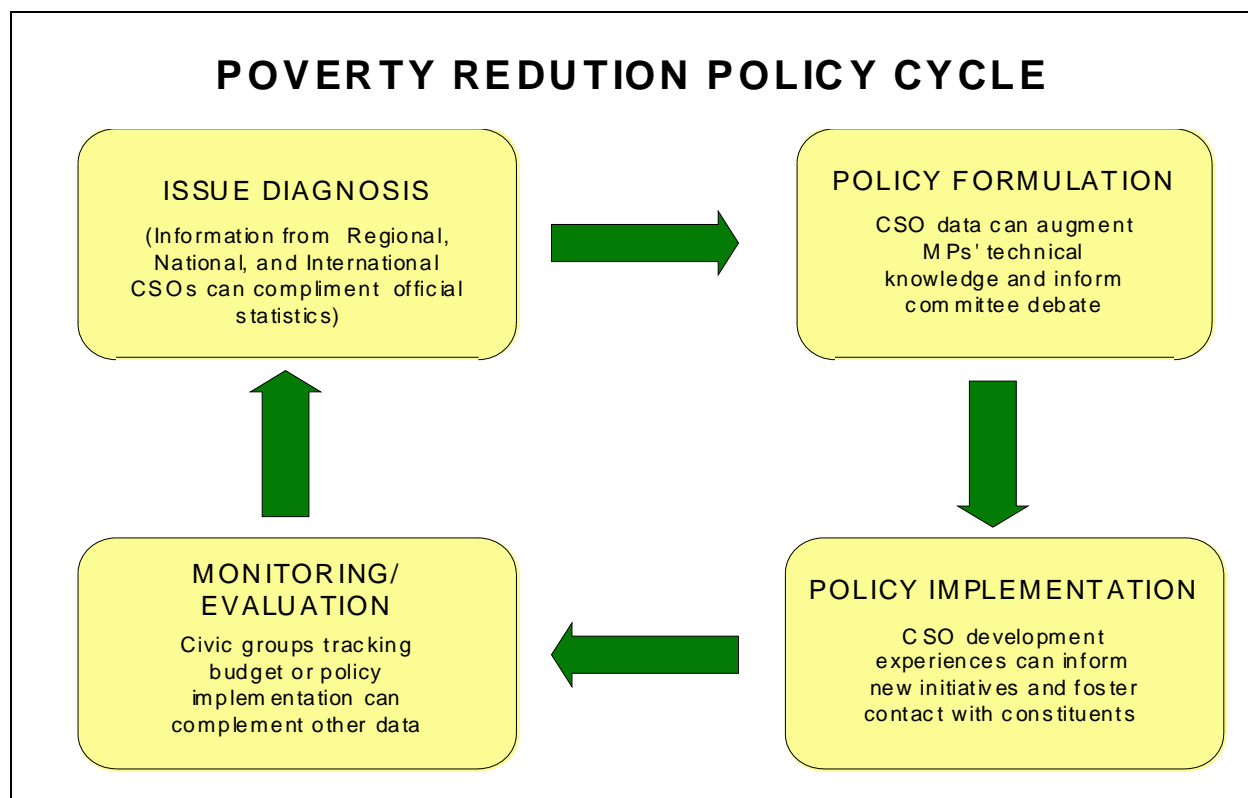 POVERTY REDUTION POLICY CYCLE
ISSUE DIAGNOSIS
(Information from Regional,
National, and International
CSOs can compliment official
statistics)
POLICY FORMULATION
CSO data can augment
MPs' technical
knowledge and inform
committee debate
MONITORING/
EVALUATION
Civic groups tracking
budget or policy
implementation can
complement other data
POLICY IMPLEMENTATION
CSO development
experiences can inform
new initiatives and foster
contact with constituents